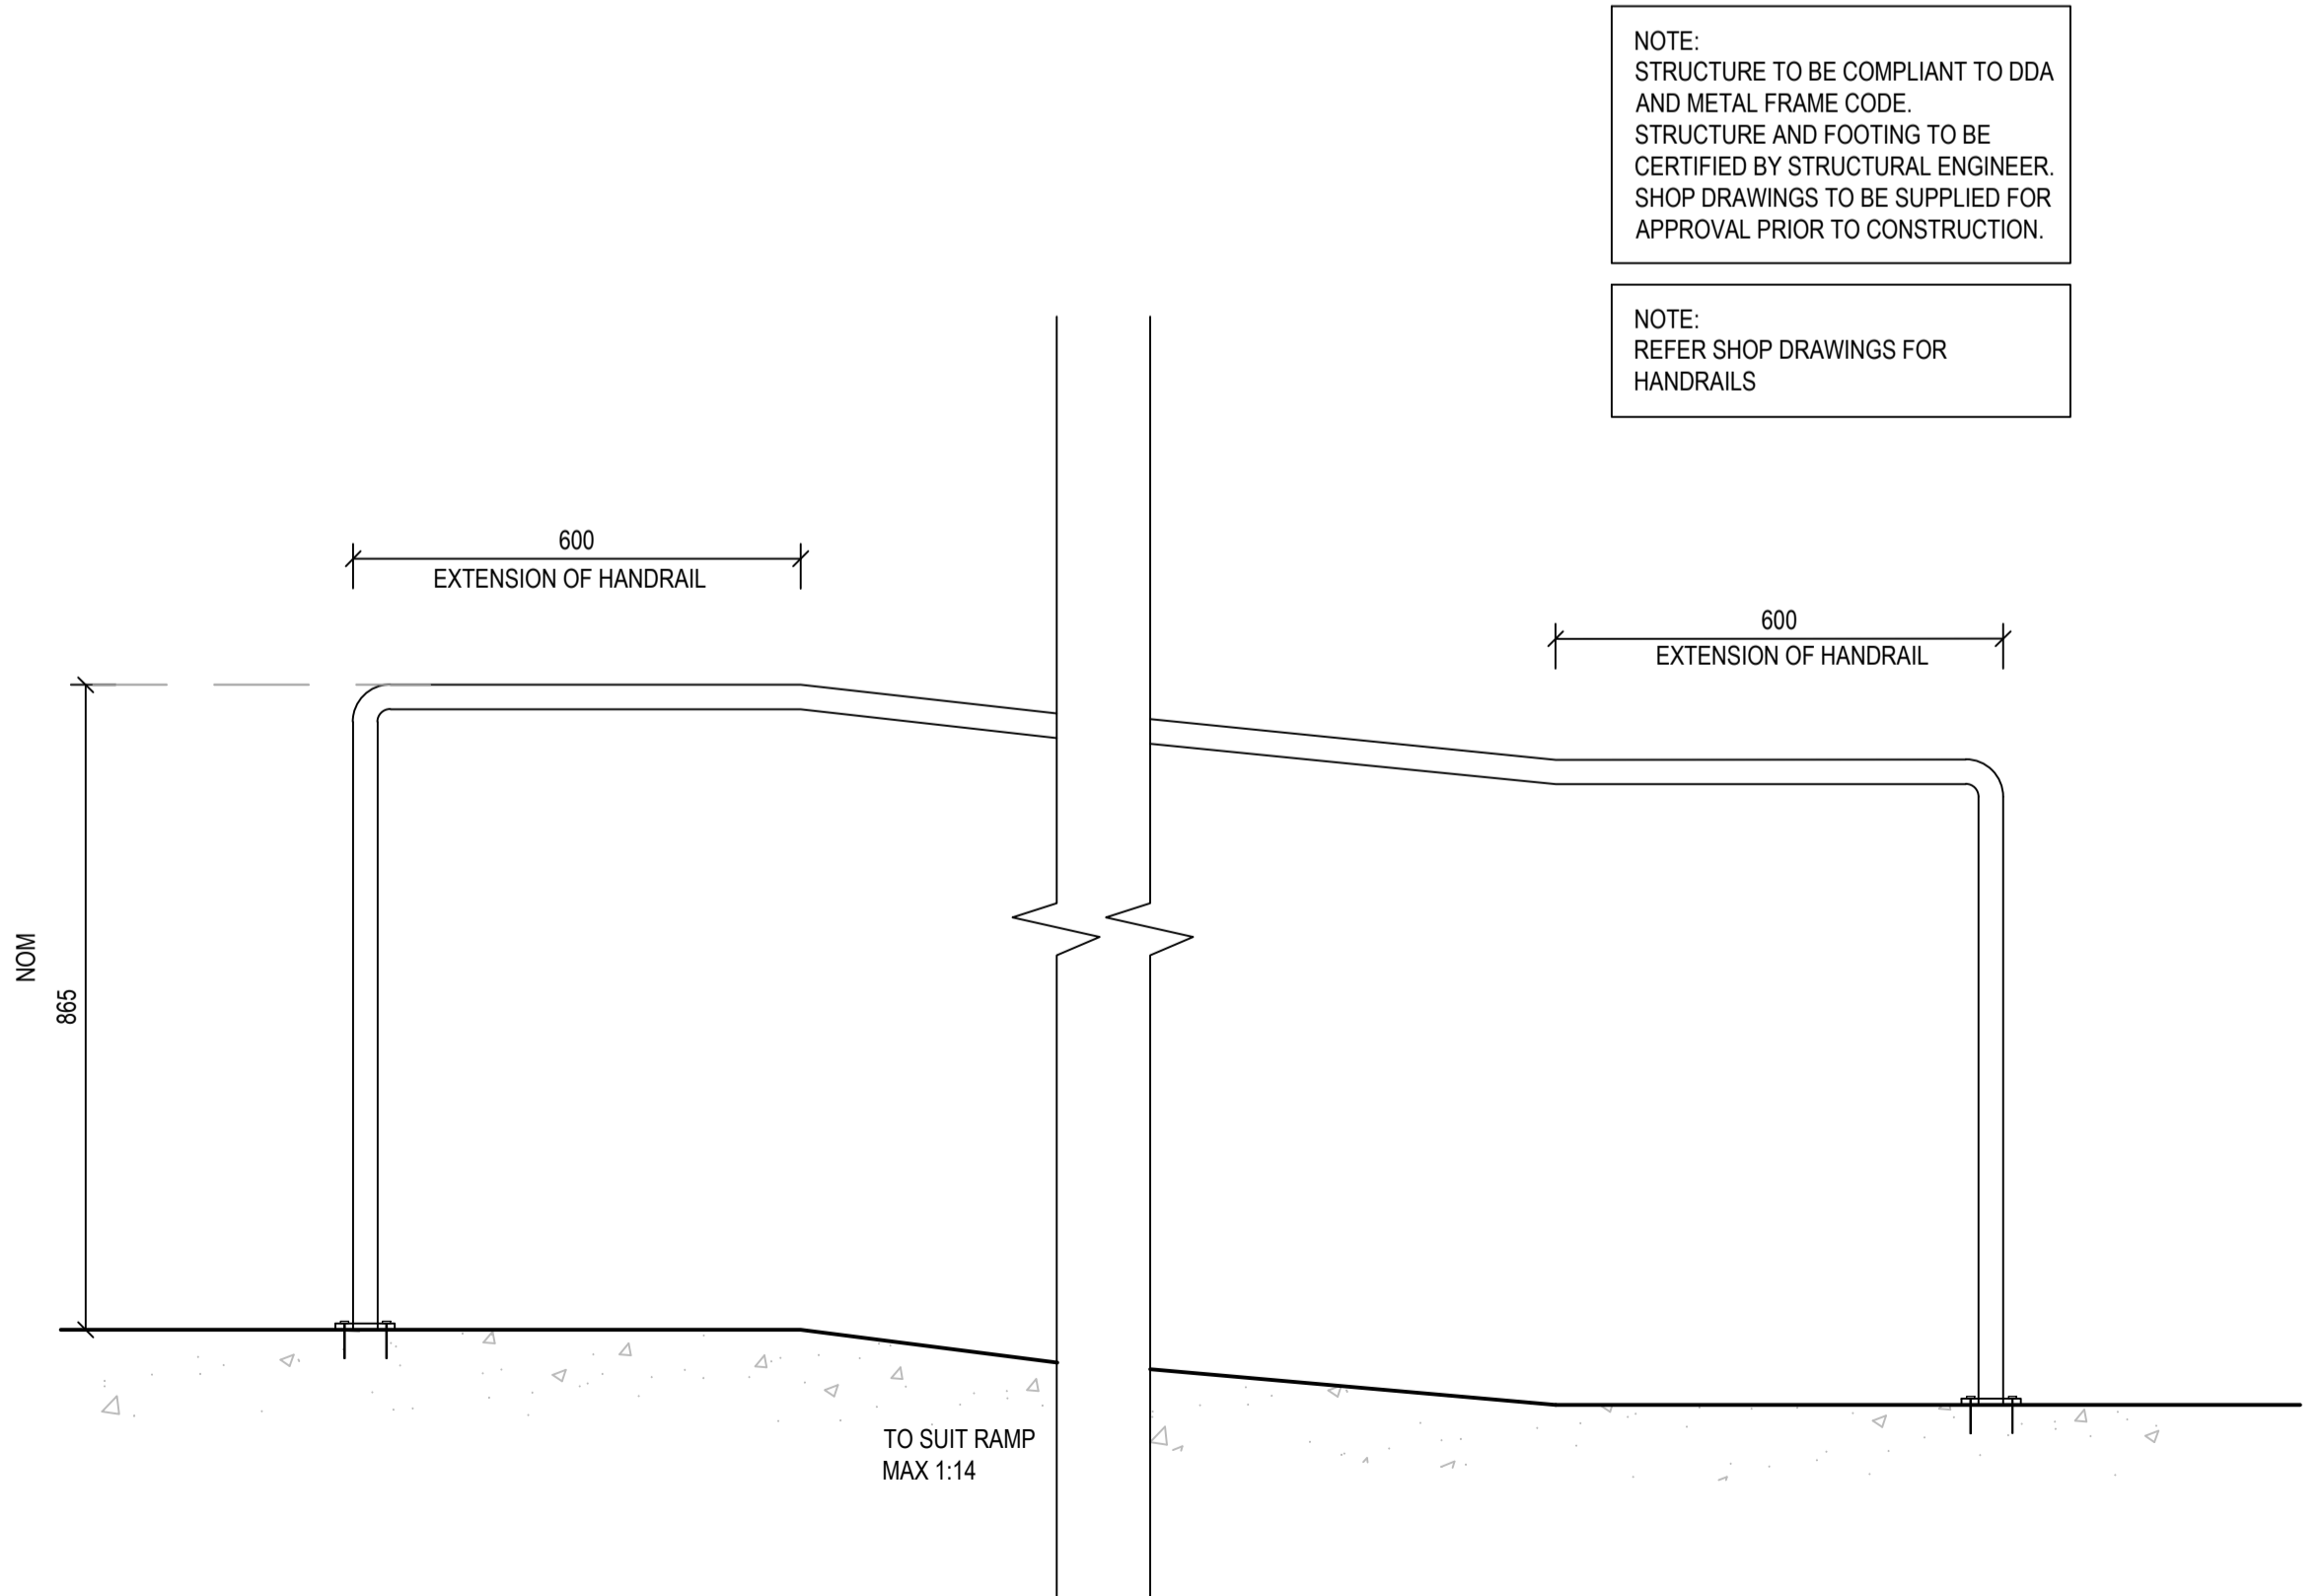 NOTE:
STRUCTURE TO BE COMPLIANT TO DDA
AND METAL FRAME CODE.
STRUCTURE AND FOOTING TO BE
CERTIFIED BY STRUCTURAL ENGINEER.
SHOP DRAWINGS TO BE SUPPLIED FOR
APPROVAL PRIOR TO CONSTRUCTION.
NOTE:
REFER SHOP DRAWINGS FOR
HANDRAILS
600
EXTENSION OF HANDRAIL
600
EXTENSION OF HANDRAIL
NOM
865
TO SUIT RAMP
MAX 1:14